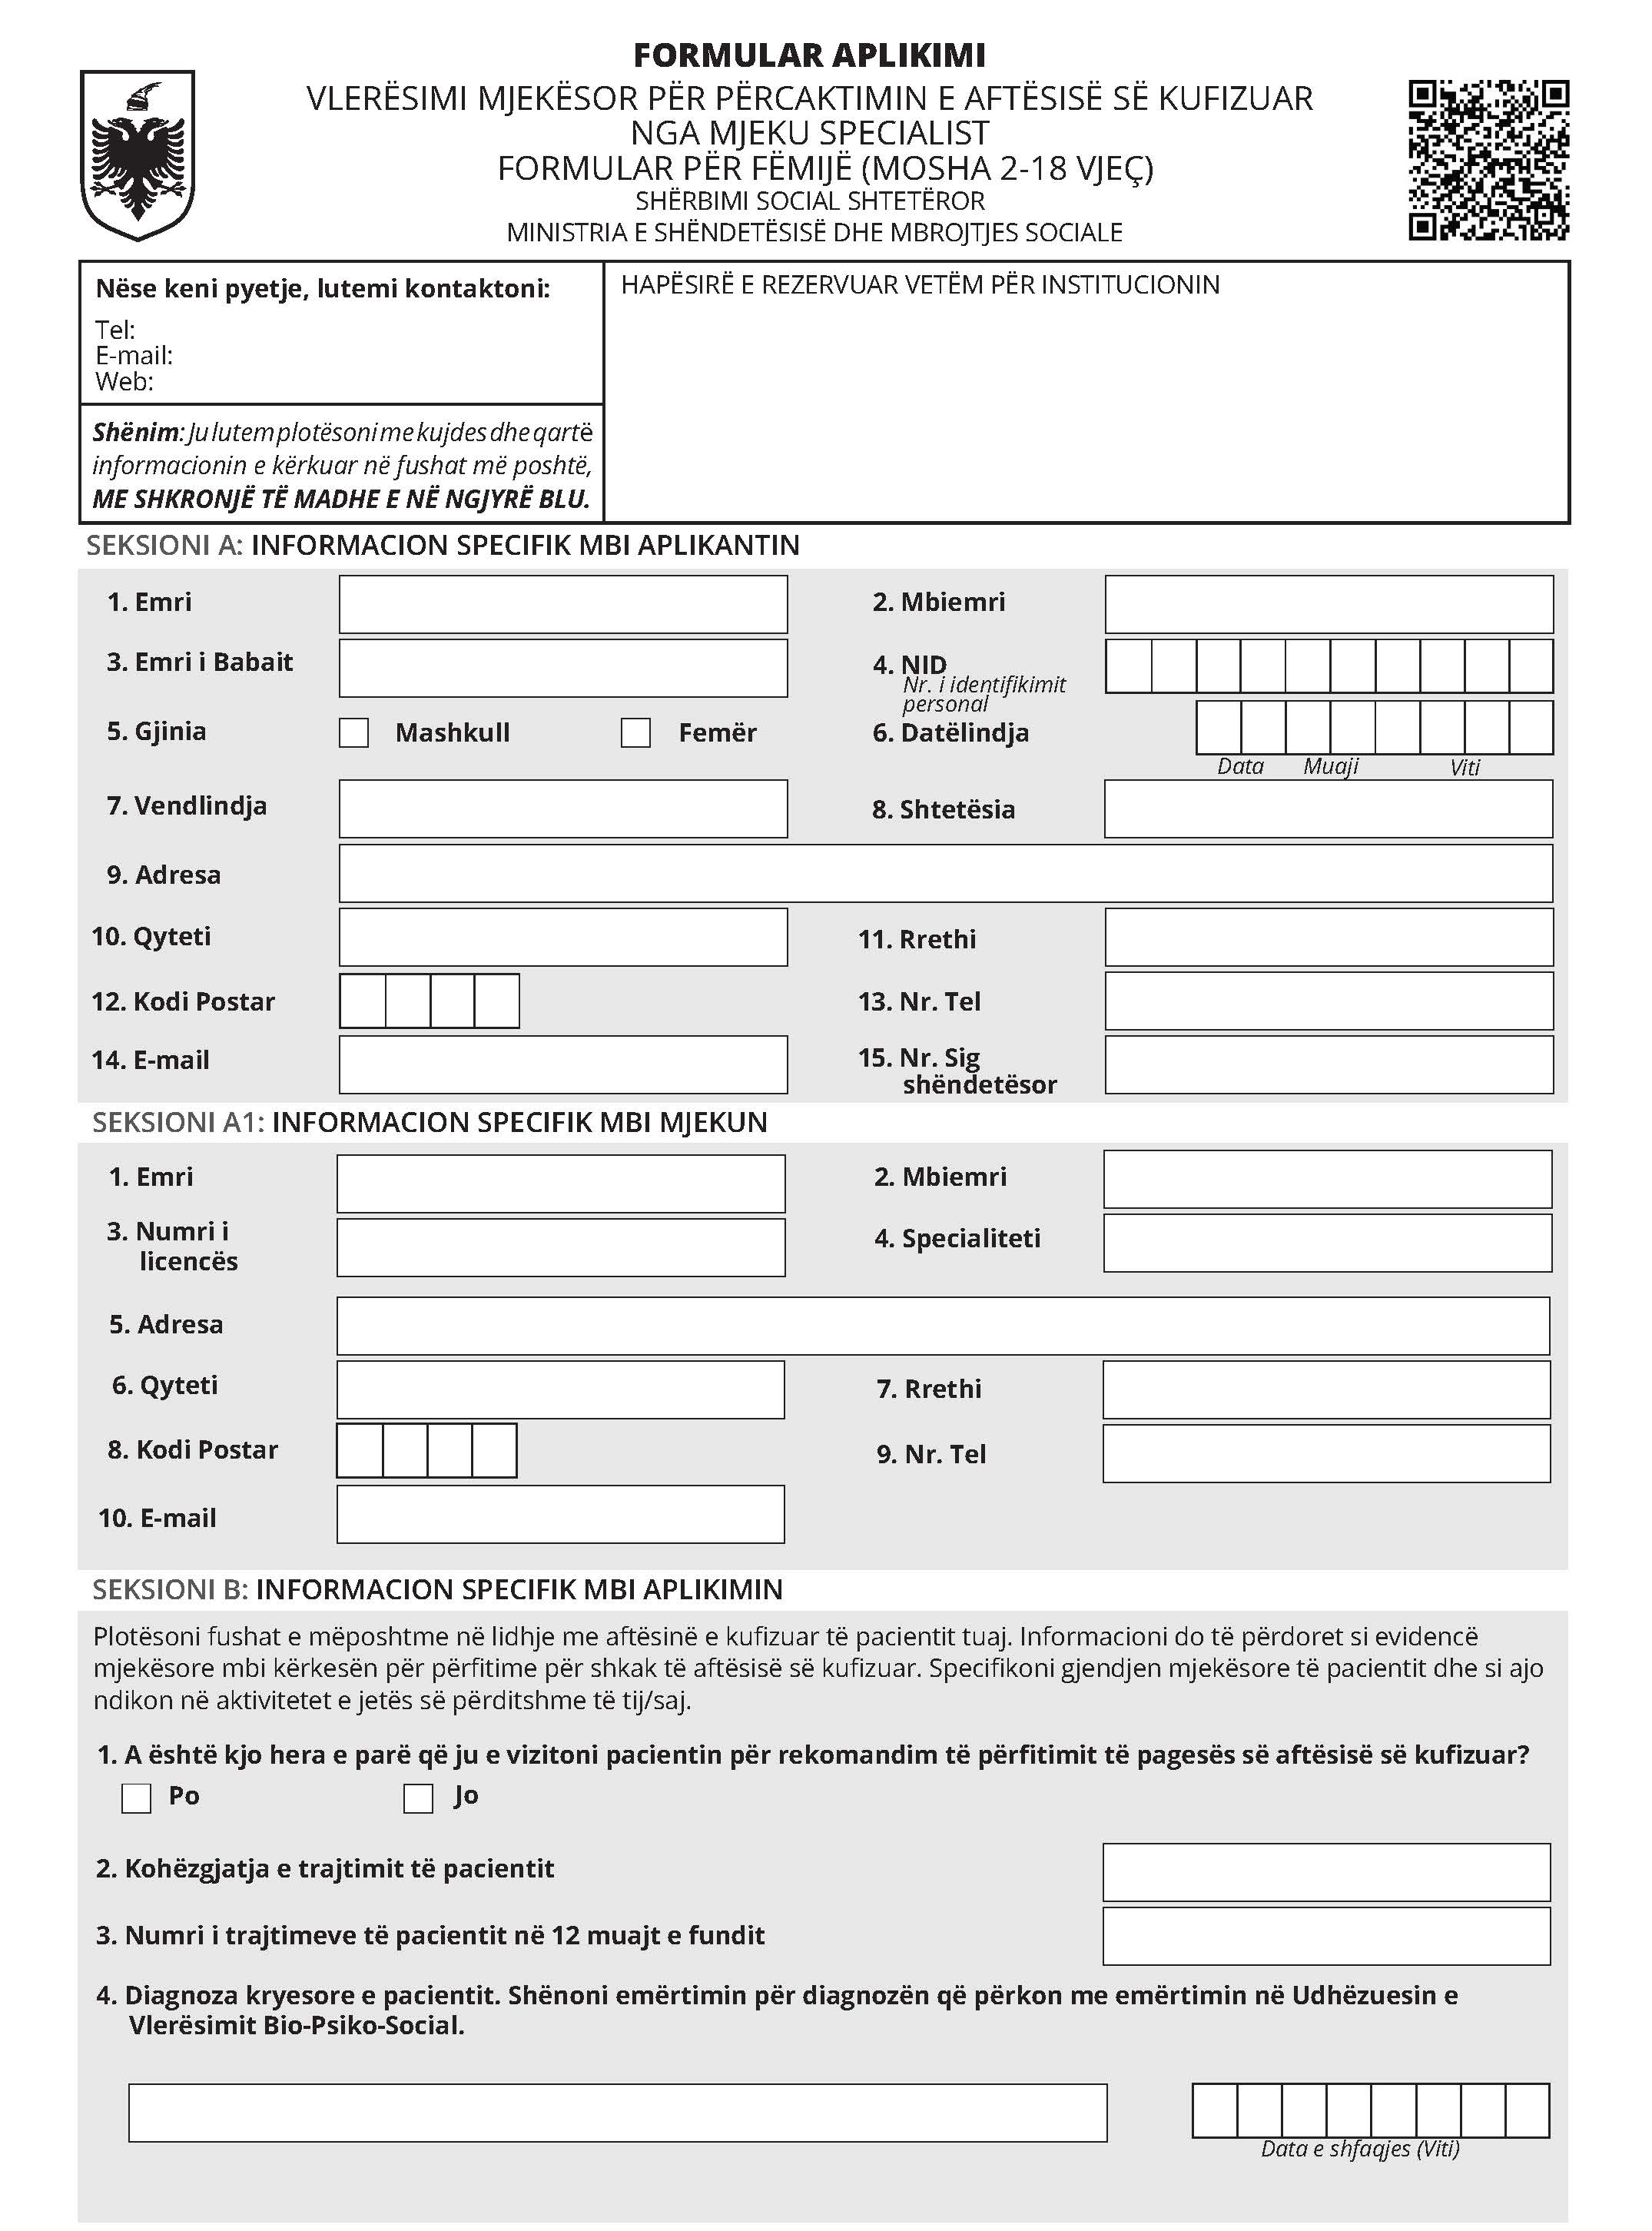 FORMULAR APLIKIMI
VLERËSIMI MJEKËSOR PËR PËRCAKTIMIN E AFTËSISË SË KUFIZUAR
NGA MJEKU SPECIALIST
FORMULAR PËR FËMIJË (MOSHA 2-18 VJEÇ)
SHËRBIMI SOCIAL SHTETËROR
MINISTRIA E SHËNDETËSISË DHE MBROJTJES SOCIALE
Nëse keni pyetje, lutemi kontaktoni:
Tel:
E-mail:
Web:
HAPËSIRË E REZERVUAR VETËM PËR INSTITUCIONIN
Shënim: Ju lutem plotësoni me kujdes dhe qartë
informacionin e kërkuar në fushat më poshtë,
ME SHKRONJË TË MADHE E NË NGJYRË BLU.
SEKSIONI A: INFORMACION SPECIFIK MBI APLIKANTIN
1. Emri
2. Mbiemri
3. Emri i Babait
4. NID
Nr. i identifikimit
personal
5. Gjinia Mashkull Femër
6. Datëlindja
Data Muaji Viti
7. Vendlindja
8. Shtetësia
9. Adresa
10. Qyteti
11. Rrethi
12. Kodi Postar
13. Nr. Tel
14. E-mail
15. Nr. Sig
shëndetësor
SEKSIONI A1: INFORMACION SPECIFIK MBI MJEKUN
1. Emri
2. Mbiemri
3. Numri i
licencës
4. Specialiteti
5. Adresa
6. Qyteti
7. Rrethi
8. Kodi Postar
9. Nr. Tel
10. E-mail
SEKSIONI B: INFORMACION SPECIFIK MBI APLIKIMIN
Plotësoni fushat e mëposhtme në lidhje me aftësinë e kufizuar të pacientit tuaj. Informacioni do të përdoret si evidencë
mjekësore mbi kërkesën për përfitime për shkak të aftësisë së kufizuar. Specifikoni gjendjen mjekësore të pacientit dhe si ajo
ndikon në aktivitetet e jetës së përditshme të tij/saj.
1. A është kjo hera e parë që ju e vizitoni pacientin për rekomandim të përfitimit të pagesës së aftësisë së kufizuar?
Po Jo
2. Kohëzgjatja e trajtimit të pacientit
3. Numri i trajtimeve të pacientit në 12 muajt e fundit
4. Diagnoza kryesore e pacientit. Shënoni emërtimin për diagnozën që përkon me emërtimin në Udhëzuesin e
Vlerësimit Bio-Psiko-Social.
Data e shfaqjes (Viti)